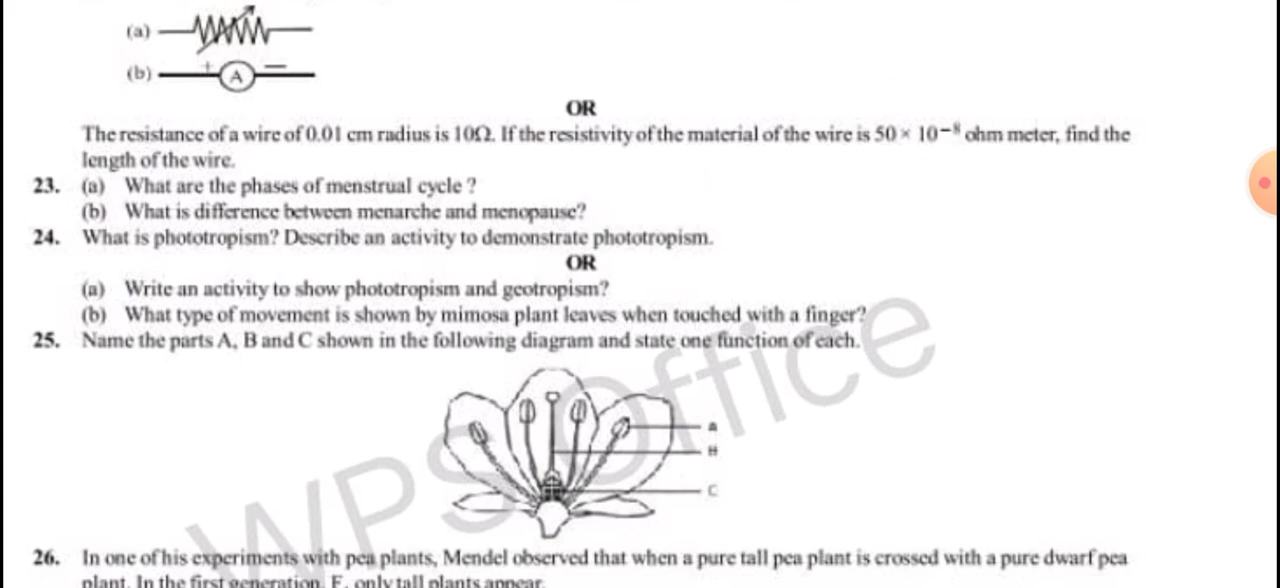 (a)
(b) + A −
OR
The resistance of a wire of 0.01 cm radius is 10Ω. If the resistivity of the material of the wire is 50 × 10−⁸ ohm meter, find the
length of the wire.
23. (a) What are the phases of menstrual cycle ?
(b) What is difference between menarche and menopause?
24. What is phototropism? Describe an activity to demonstrate phototropism.
OR
(a) Write an activity to show phototropism and geotropism?
(b) What type of movement is shown by mimosa plant leaves when touched with a finger?
25. Name the parts A, B and C shown in the following diagram and state one function of each.
A
B
C
WPS Office
26. In one of his experiments with pea plants, Mendel observed that when a pure tall pea plant is crossed with a pure dwarf pea
plant. In the first generation, F, only tall plants appear.